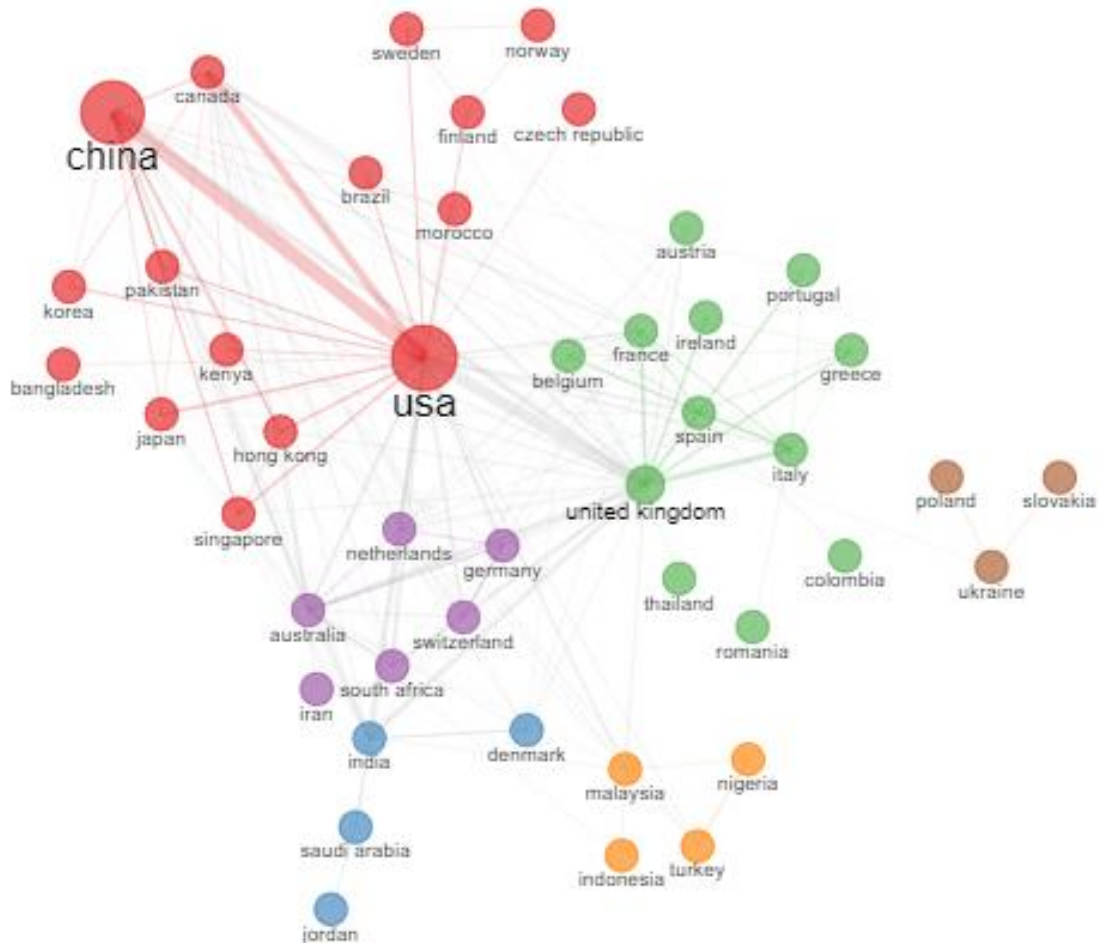 sweden
norway
canada
finland
czech republic
china
brazil
morocco
austria
pakistan
portugal
korea
ireland
france
kenya
belgium
greece
bangladesh
usa
japan
spain
hong kong
italy
poland
slovakia
united kingdom
singapore
netherlands
germany
colombia
ukraine
thailand
australia
switzerland
romania
south africa
iran
denmark
india
nigeria
malaysia
saudi arabia
turkey
indonesia
jordan